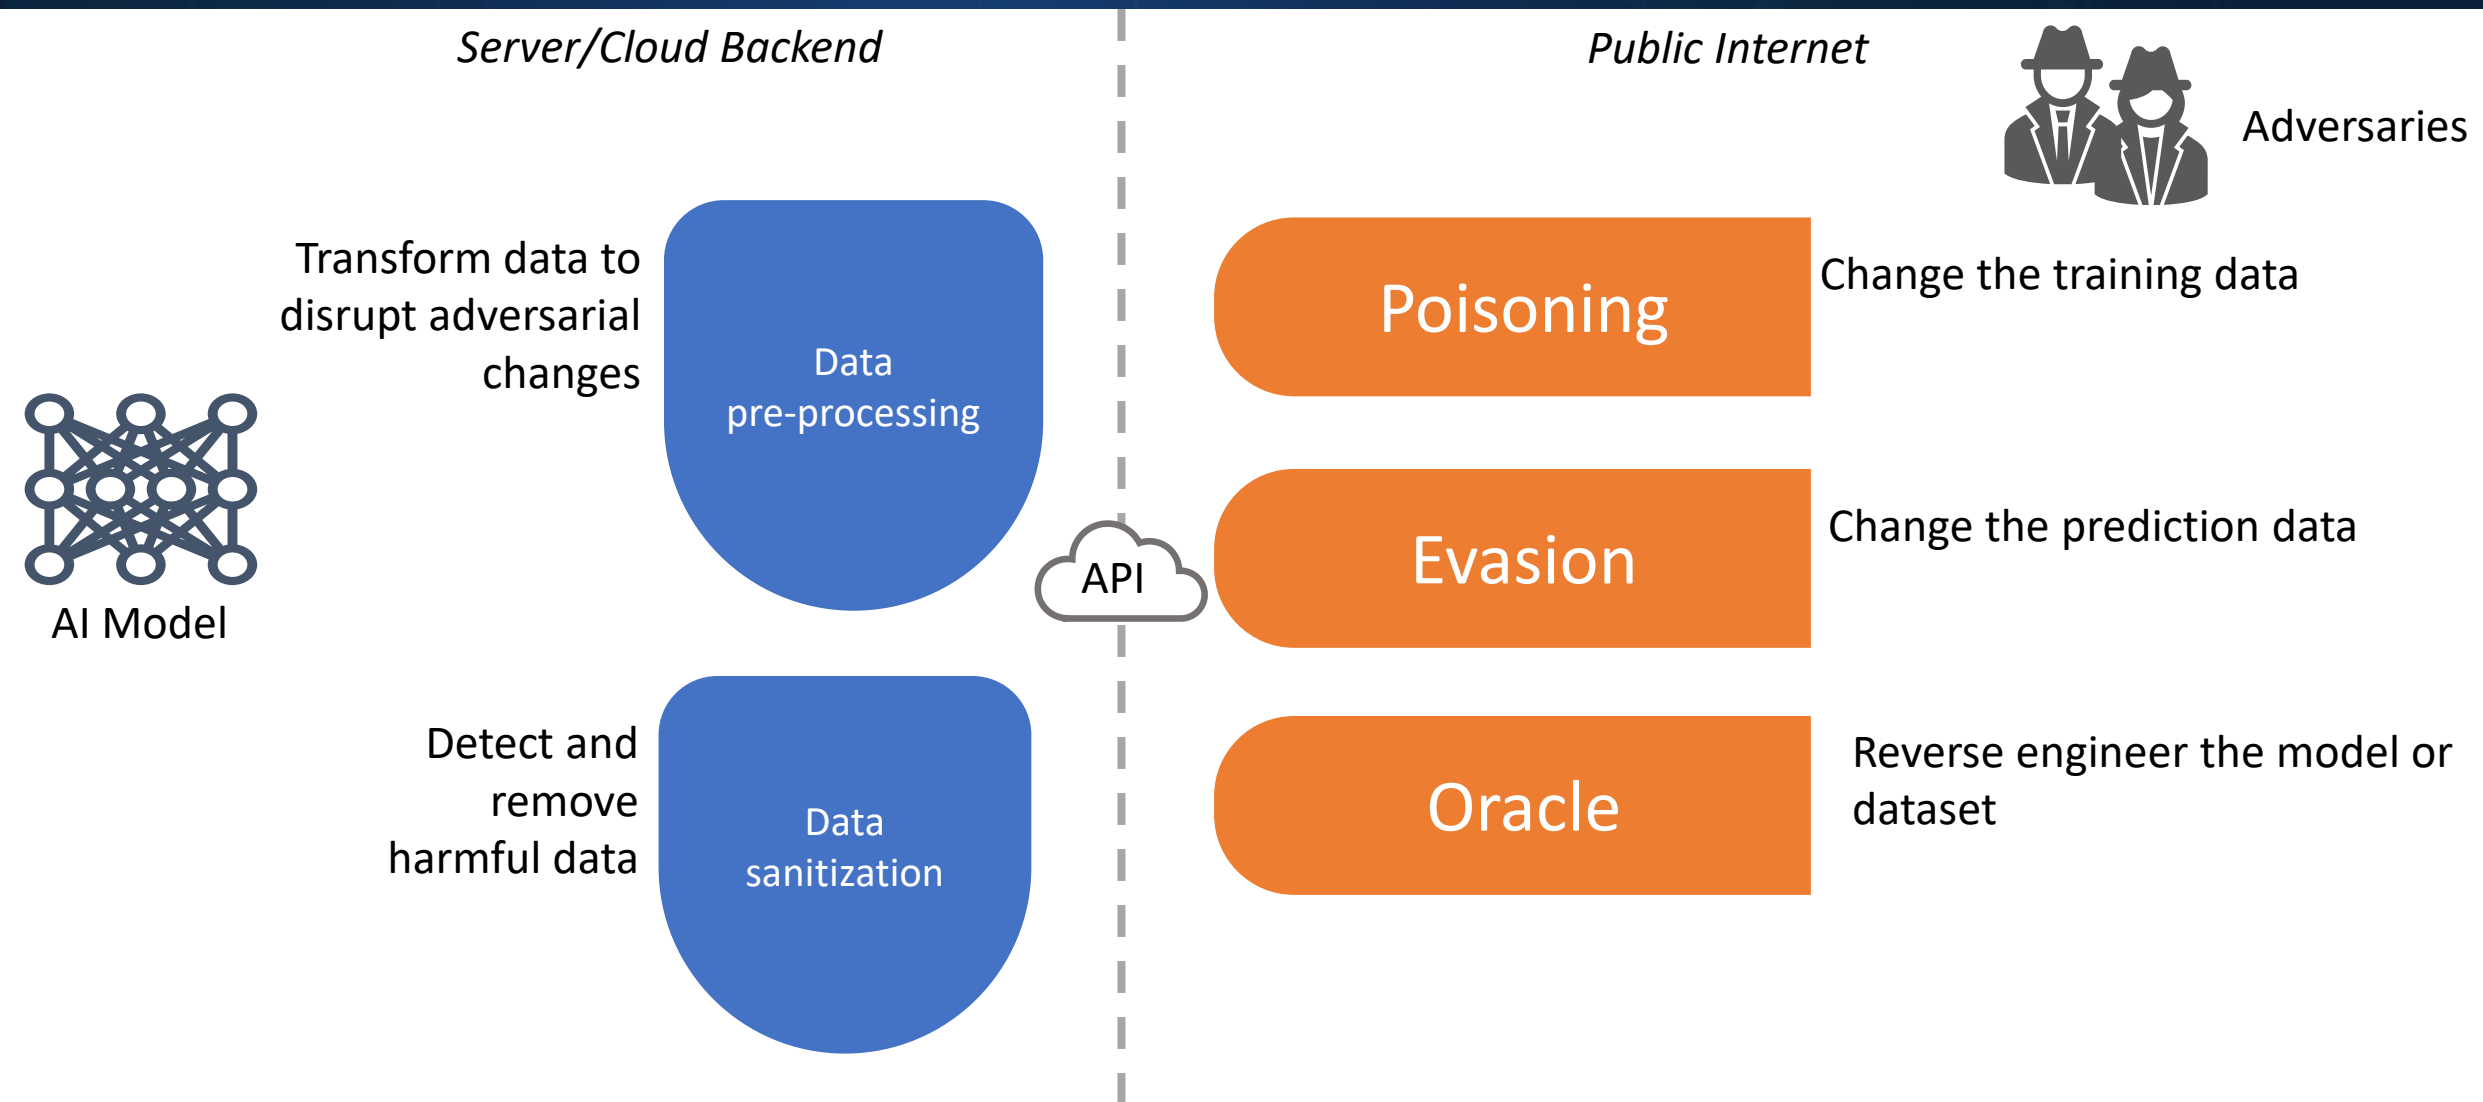 Server/Cloud Backend
Public Internet
Adversaries
Transform data to
disrupt adversarial
changes
Data
pre-processing
AI Model
Detect and
remove
harmful data
Data
sanitization
API
Poisoning
Change the training data
Evasion
Change the prediction data
Oracle
Reverse engineer the model or
dataset